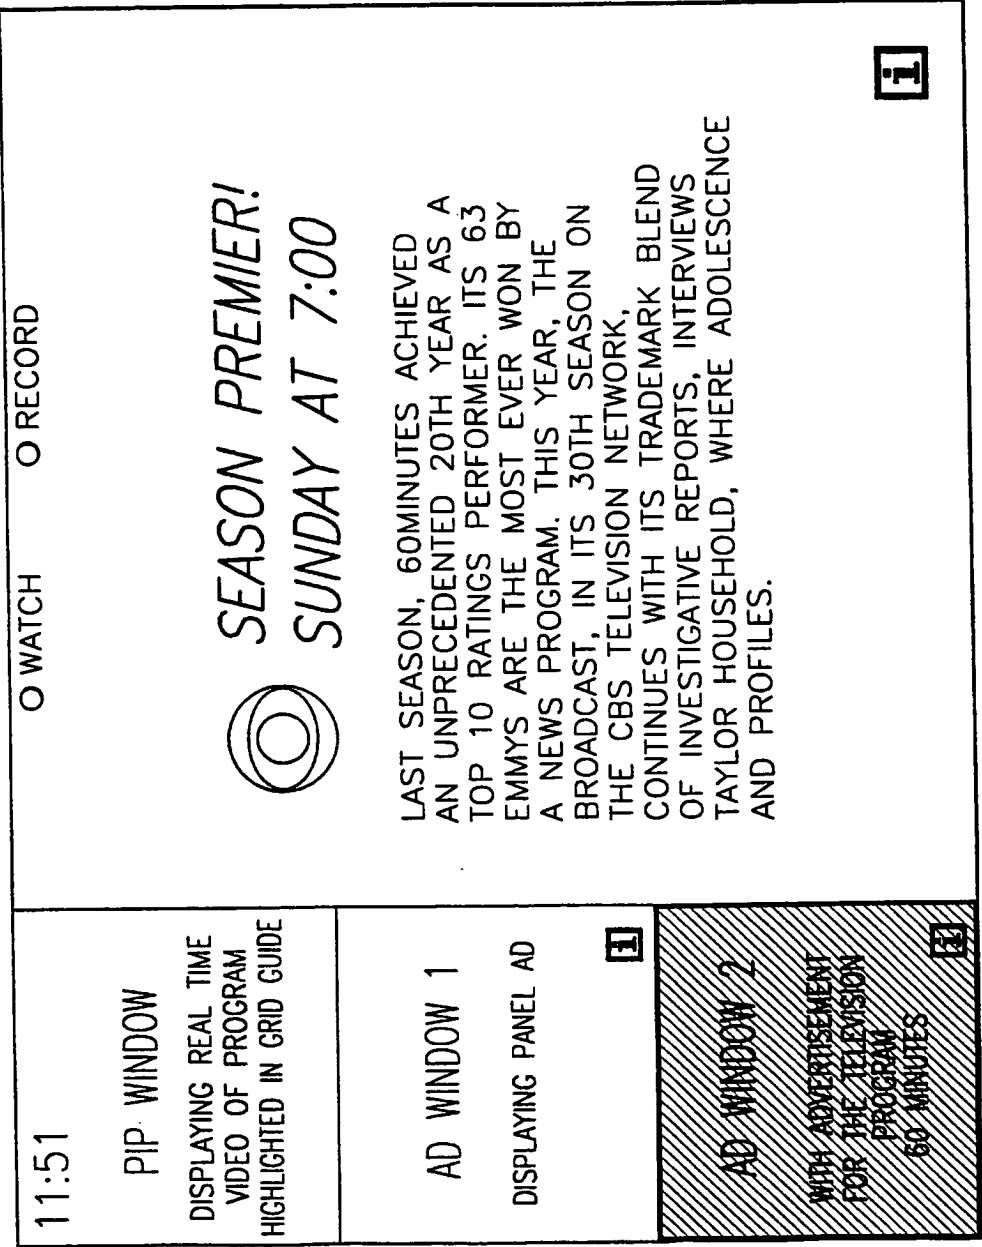 11:51
PIP WINDOW
DISPLAYING REAL TIME
VIDEO OF PROGRAM
HIGHLIGHTED IN GRID GUIDE
AD WINDOW 1
DISPLAYING PANEL AD
i
AD WINDOW 2
WITH ADVERTISEMENT
FOR THE TELEVISION
PROGRAM
60 MINUTES
i
O WATCH O RECORD
SEASON PREMIER!
SUNDAY AT 7:00
LAST SEASON, 60MINUTES ACHIEVED
AN UNPRECEDENTED 20TH YEAR AS A
TOP 10 RATINGS PERFORMER. ITS 63
EMMYS ARE THE MOST EVER WON BY
A NEWS PROGRAM. THIS YEAR, THE
BROADCAST, IN ITS 30TH SEASON ON
THE CBS TELEVISION NETWORK,
CONTINUES WITH ITS TRADEMARK BLEND
OF INVESTIGATIVE REPORTS, INTERVIEWS
TAYLOR HOUSEHOLD, WHERE ADOLESCENCE
AND PROFILES.
i